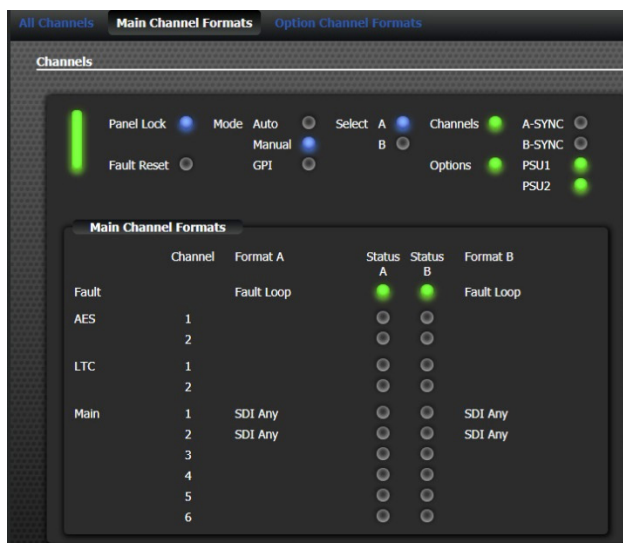 All Channels Main Channel Formats Option Channel Formats
Channels
Panel Lock Mode Auto Select A Channels A-SYNC
Manual B B-SYNC
Fault Reset GPI Options PSU1
PSU2
Main Channel Formats
Channel Format A Status Status Format B
A B
Fault Fault Loop Fault Loop
AES 1
2
LTC 1
2
Main 1 SDI Any SDI Any
2 SDI Any SDI Any
3
4
5
6